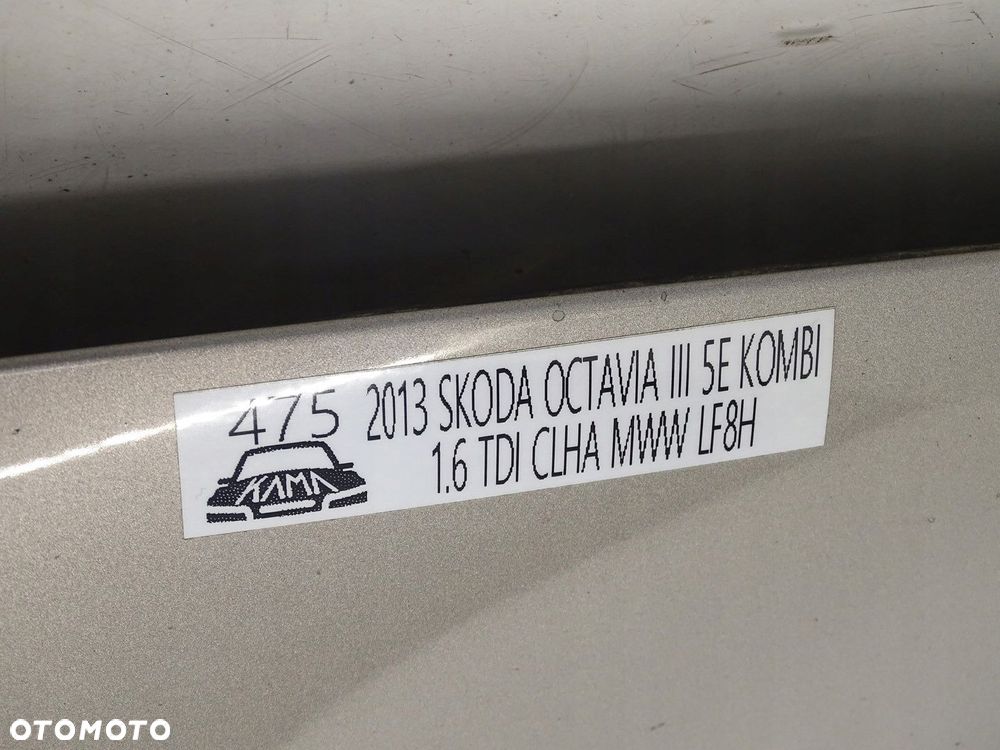 475 2013 SKODA OCTAVIA III 5E KOMBI
KAMA 1.6 TDI CLHA MWW LF8H
OTOMOTO